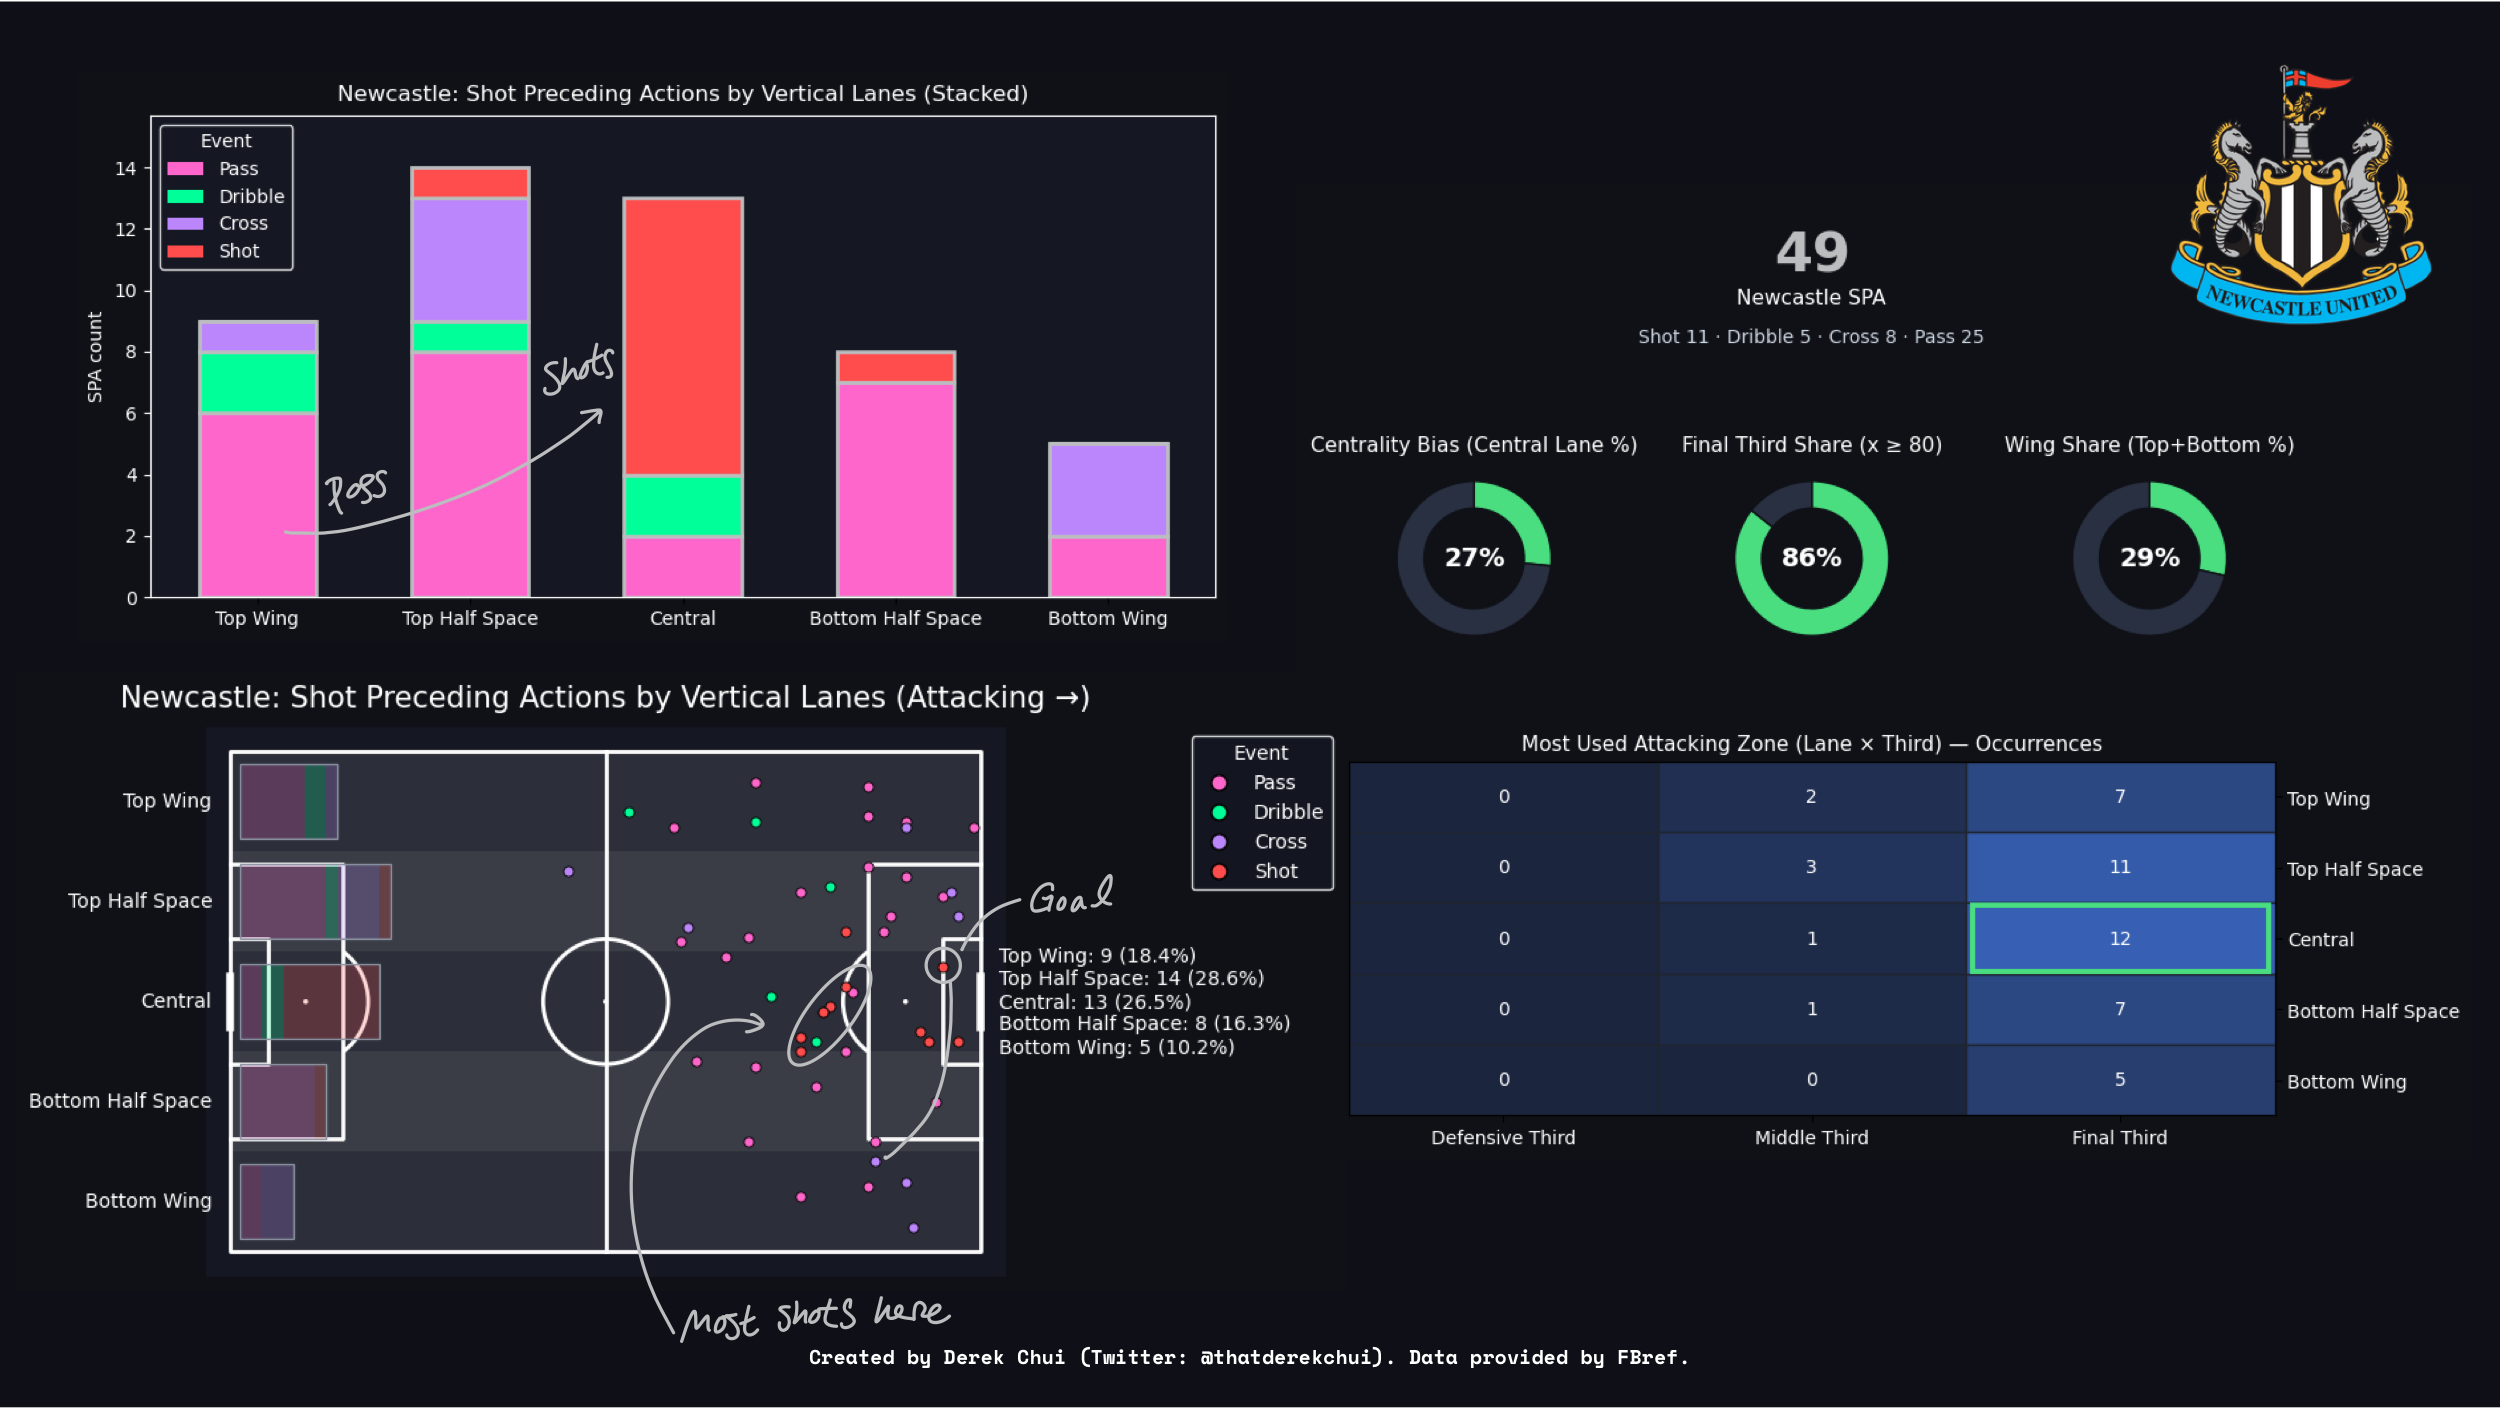 Newcastle: Shot Preceding Actions by Vertical Lanes (Stacked)
Event
Pass
Dribble
Cross
Shot
SPA count
14
12
10
8
6
4
2
0
Pass
Shots
Top Wing
Top Half Space
Central
Bottom Half Space
Bottom Wing
NEWCASTLE UNITED
49
Newcastle SPA
Shot 11 · Dribble 5 · Cross 8 · Pass 25
Centrality Bias (Central Lane %)
Final Third Share (x ≥ 80)
Wing Share (Top+Bottom %)
27%
86%
29%
Newcastle: Shot Preceding Actions by Vertical Lanes (Attacking →)
Top Wing
Top Half Space
Central
Bottom Half Space
Bottom Wing
Event
Pass
Dribble
Cross
Shot
Goal
Top Wing: 9 (18.4%)
Top Half Space: 14 (28.6%)
Central: 13 (26.5%)
Bottom Half Space: 8 (16.3%)
Bottom Wing: 5 (10.2%)
Most shots here
Most Used Attacking Zone (Lane × Third) — Occurrences
0 2 7 Top Wing
0 3 11 Top Half Space
0 1 12 Central
0 1 7 Bottom Half Space
0 0 5 Bottom Wing
Defensive Third Middle Third Final Third
Created by Derek Chui (Twitter: @thatderekchui). Data provided by FBref.